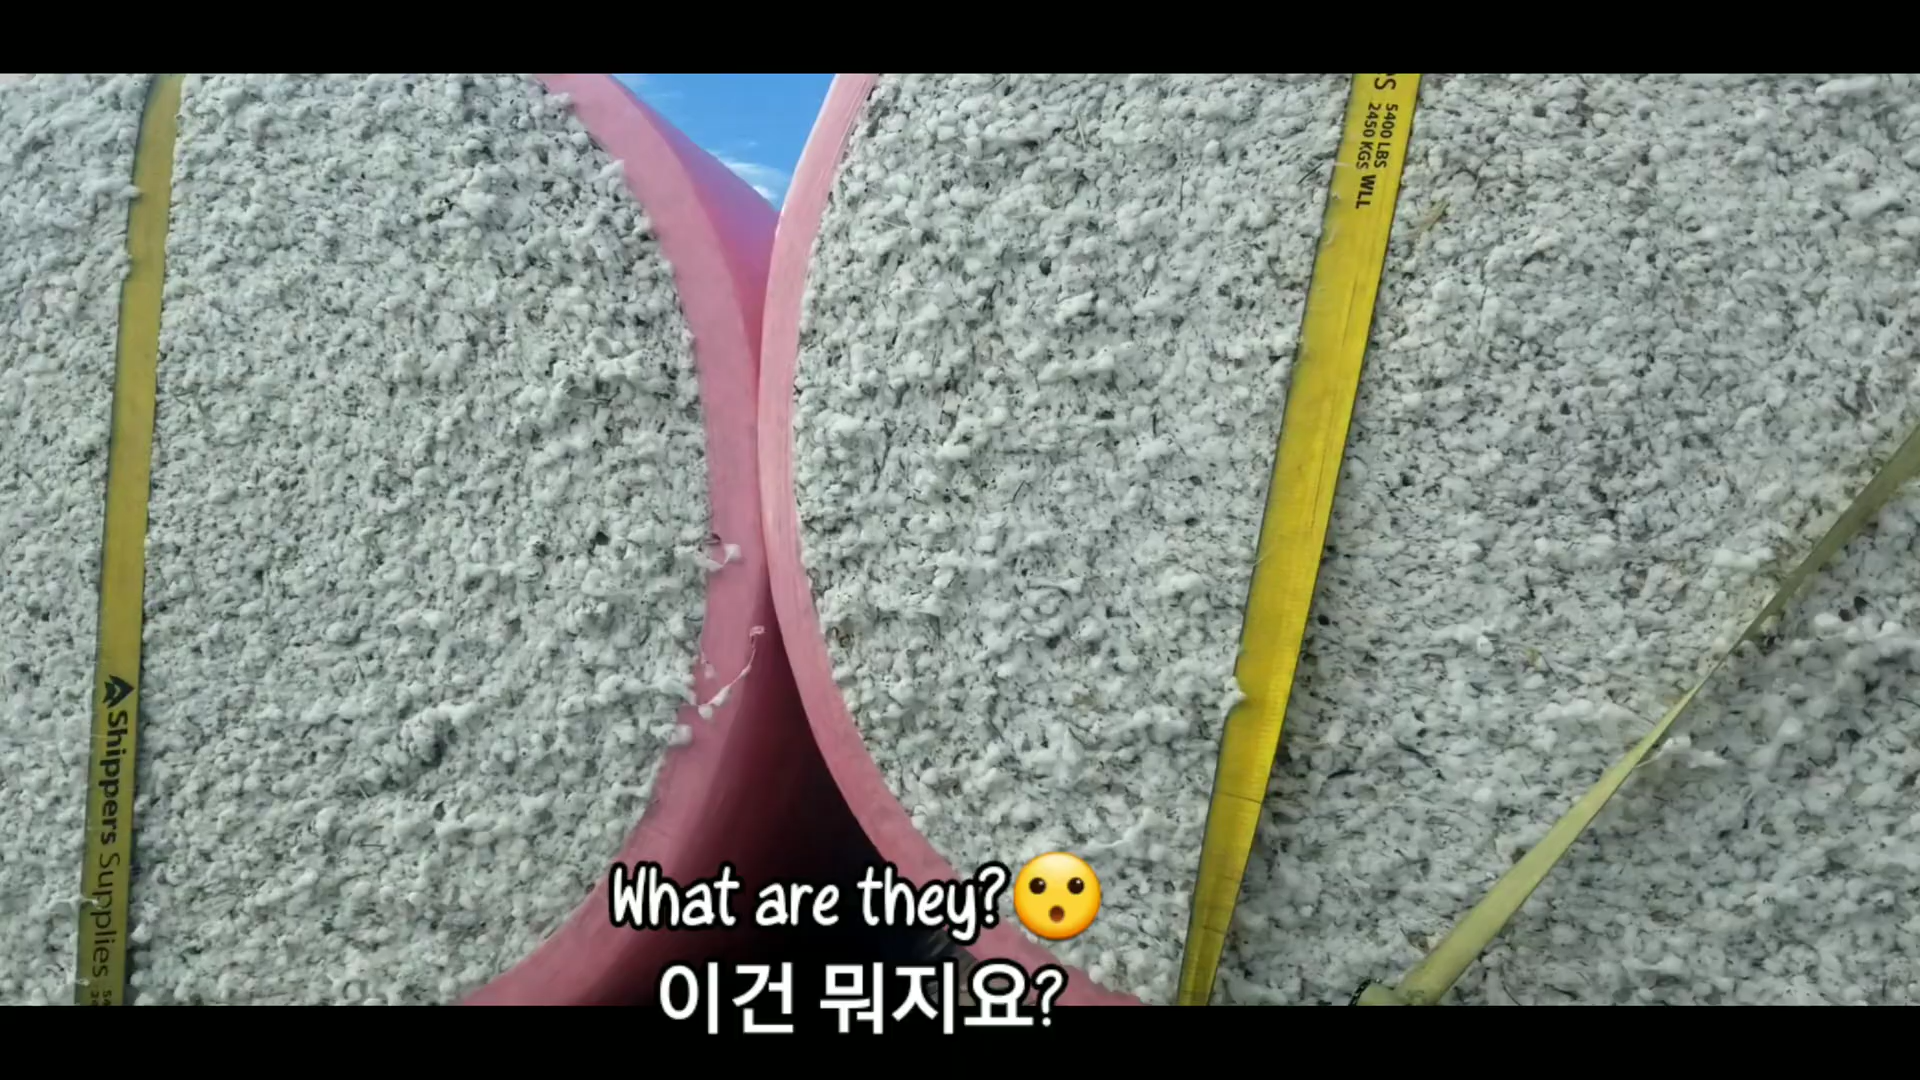 S 5400 LBS
2450 KGS WLL
Shippers Supplies
What are they?😮
이건 뭐지요?